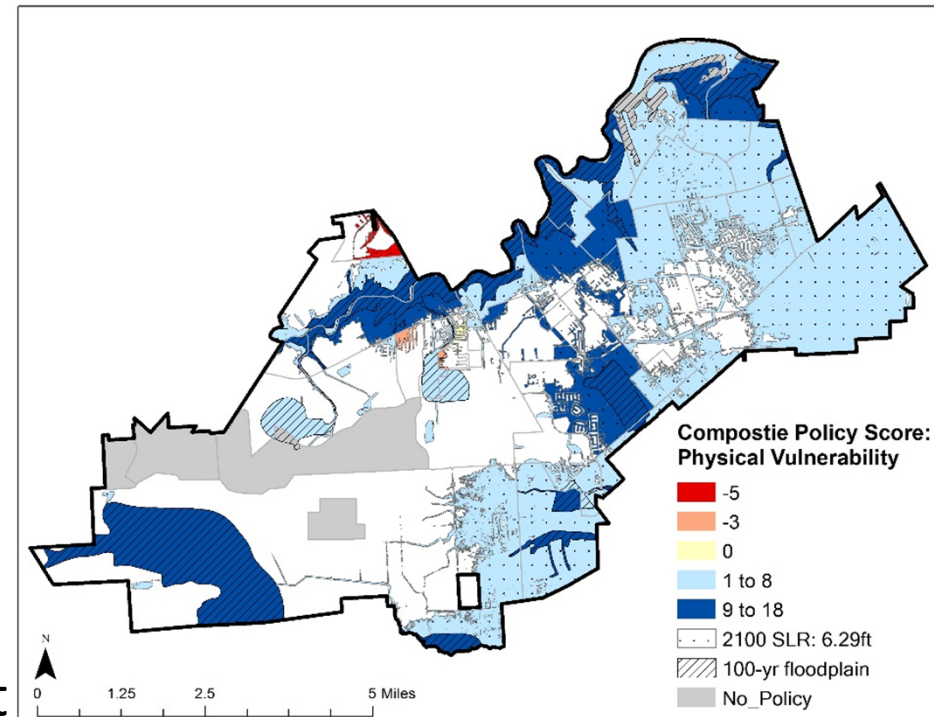 Compostie Policy Score:
Physical Vulnerability
-5
-3
0
1 to 8
9 to 18
2100 SLR: 6.29ft
100-yr floodplain
No_Policy
N
t
0 1.25 2.5 5 Miles